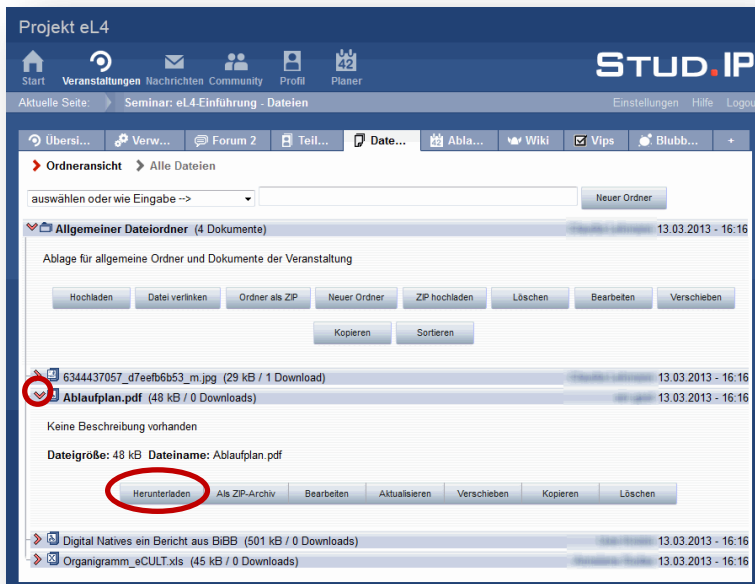 Projekt eL4
Start Veranstaltungen Nachrichten Community Profil Planer
42
STUD.IP
Aktuelle Seite: Seminar: eL4-Einführung - Dateien Einstellungen Hilfe Logou
Übersi... Verw... Forum 2 Teil... Date... Abla... Wiki Vips Blubb... +
Ordneransicht Alle Dateien
auswählen oder wie Eingabe --> Neuer Ordner
Allgemeiner Dateiordner (4 Dokumente) 13.03.2013 - 16:16
Ablage für allgemeine Ordner und Dokumente der Veranstaltung
Hochladen Datei verlinken Ordner als ZIP Neuer Ordner ZIP hochladen Löschen Bearbeiten Verschieben
Kopieren Sortieren
6344437057_d7eefb6b53_m.jpg (29 kB / 1 Download) 13.03.2013 - 16:16
Ablaufplan.pdf (48 kB / 0 Downloads) 13.03.2013 - 16:16
Keine Beschreibung vorhanden
Dateigröße: 48 kB Dateiname: Ablaufplan.pdf
Herunterladen Als ZIP-Archiv Bearbeiten Aktualisieren Verschieben Kopieren Löschen
Digital Natives ein Bericht aus BiBB (501 kB / 0 Downloads) 13.03.2013 - 16:16
Organigramm_eCULT.xls (45 kB / 0 Downloads) 13.03.2013 - 16:16